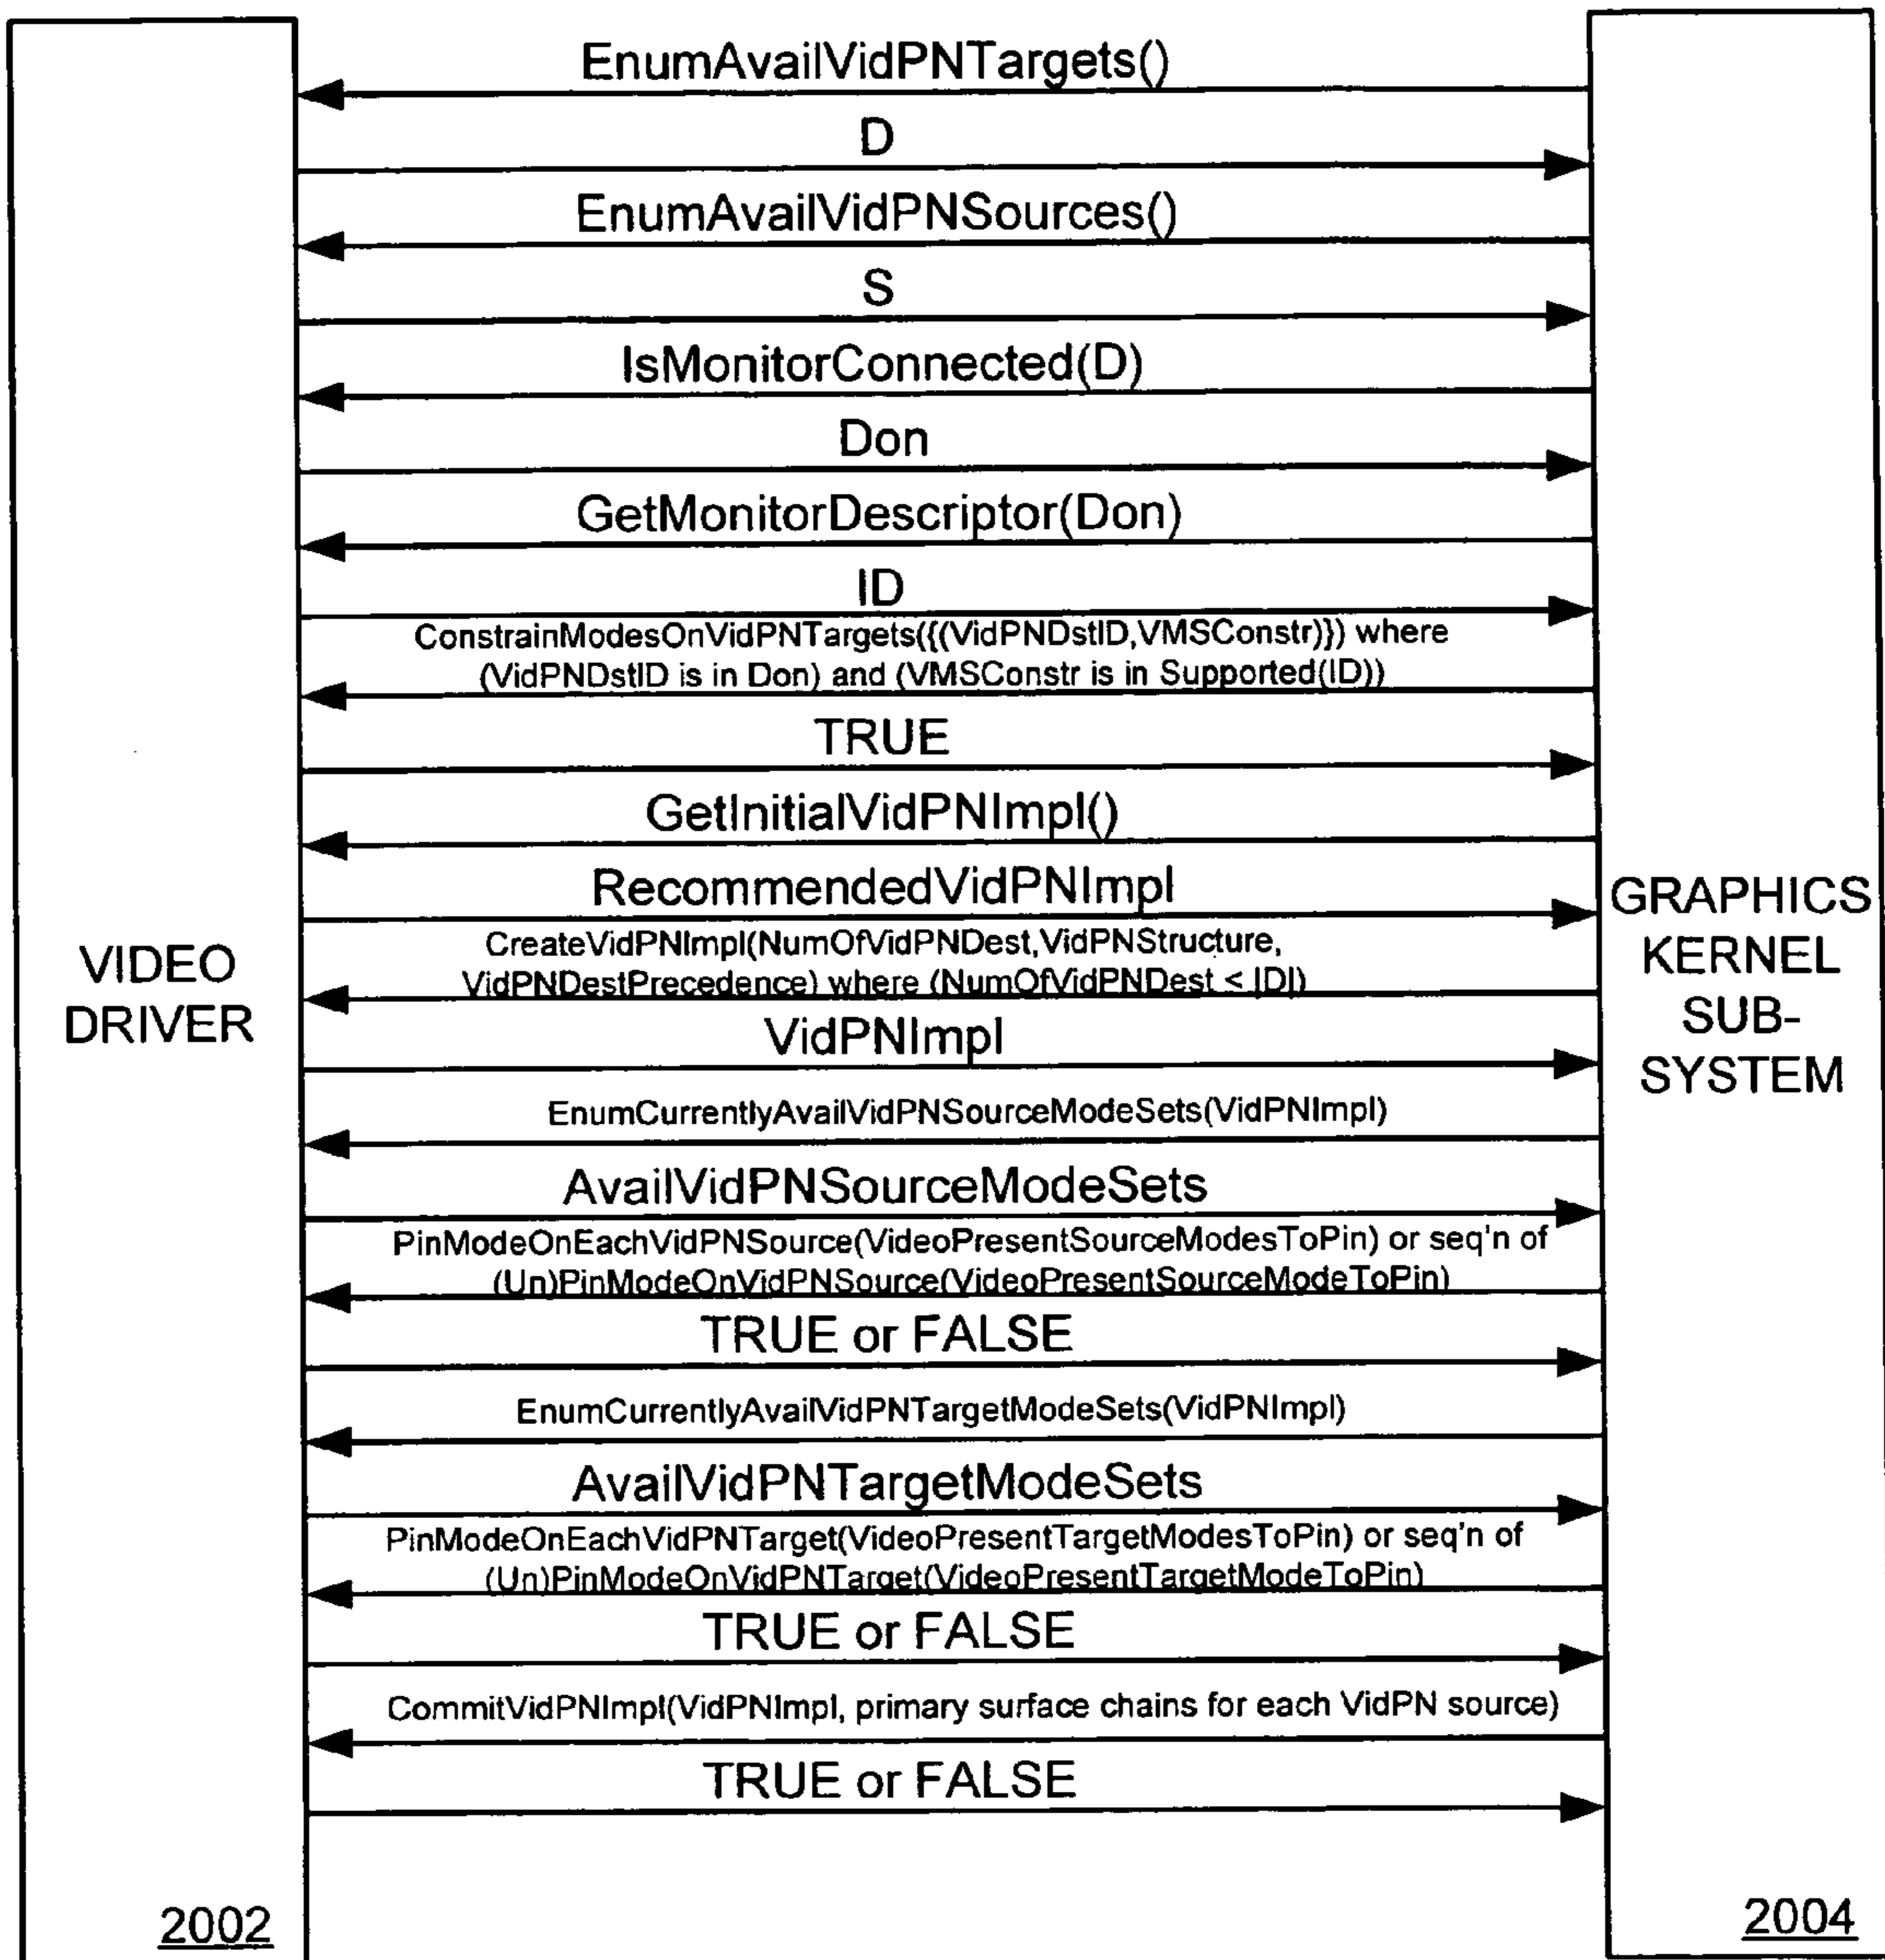 EnumAvailVidPNTargets()
D
EnumAvailVidPNSources()
S
IsMonitorConnected(D)
Don
GetMonitorDescriptor(Don)
ID
ConstrainModesOnVidPNTargets({(VidPNDstID,VMSConstr)}) where
(VidPNDstID is in Don) and (VMSConstr is in Supported(ID))
TRUE
GetInitialVidPNImpl()
RecommendedVidPNImpl
CreateVidPNImpl(NumOfVidPNDest,VidPNStructure,
VidPNDestPrecedence) where (NumOfVidPNDest < |D|)
VidPNImpl
EnumCurrentlyAvailVidPNSourceModeSets(VidPNImpl)
AvailVidPNSourceModeSets
PinModeOnEachVidPNSource(VideoPresentSourceModesToPin) or seq'n of
(Un)PinModeOnVidPNSource(VideoPresentSourceModeToPin)
TRUE or FALSE
EnumCurrentlyAvailVidPNTargetModeSets(VidPNImpl)
AvailVidPNTargetModeSets
PinModeOnEachVidPNTarget(VideoPresentTargetModesToPin) or seq'n of
(Un)PinModeOnVidPNTarget(VideoPresentTargetModeToPin)
TRUE or FALSE
CommitVidPNImpl(VidPNImpl, primary surface chains for each VidPN source)
TRUE or FALSE
VIDEO
DRIVER
2002
GRAPHICS
KERNEL
SUB-
SYSTEM
2004